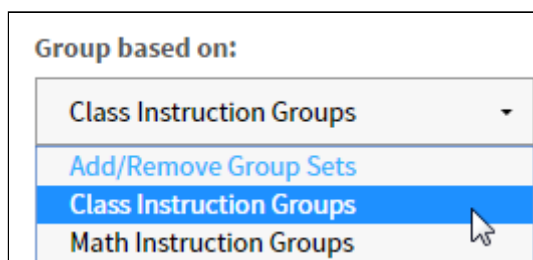 Group based on:
Class Instruction Groups
Add/Remove Group Sets
Class Instruction Groups
Math Instruction Groups